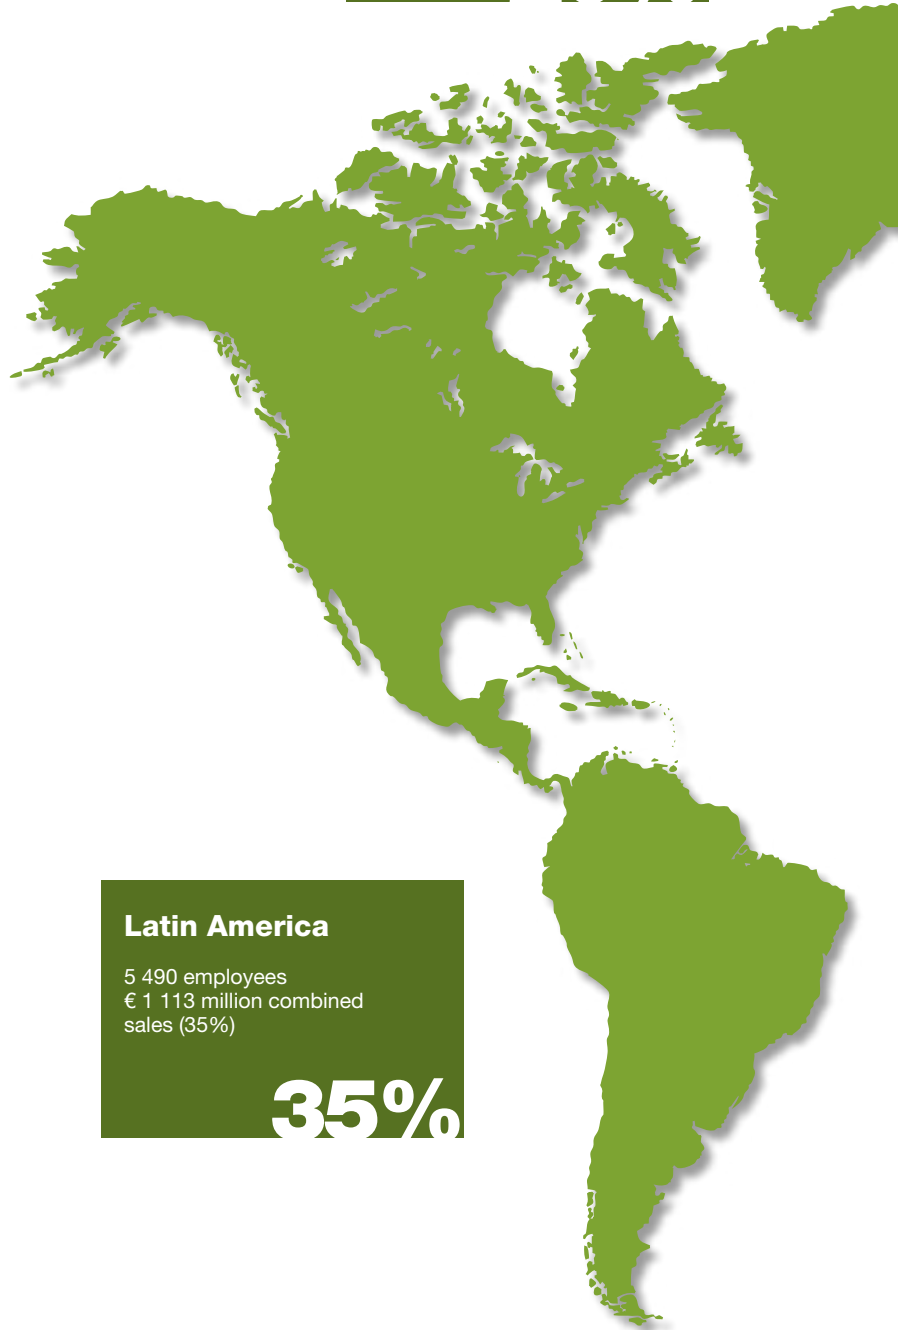 Latin America
5 490 employees
€ 1 113 million combined
sales (35%)
35%